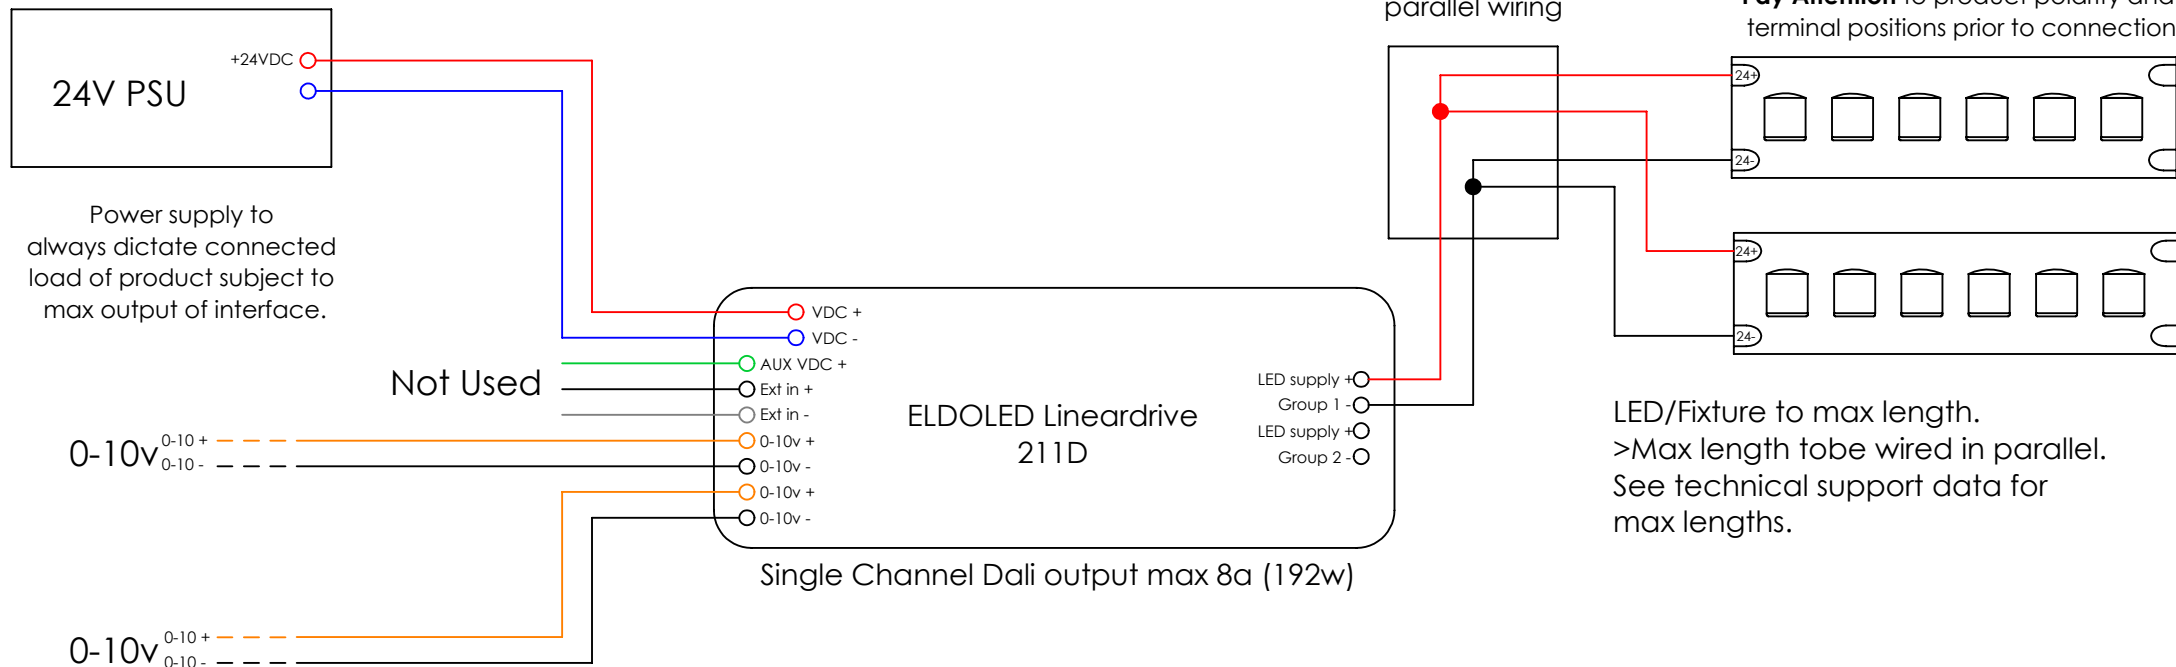 parallel wiring
Pay Attention to product polarity and
terminal positions prior to connection
+24VDC
24V PSU
Power supply to
always dictate connected
load of product subject to
max output of interface.
24+
24-
24+
24-
VDC +
VDC -
AUX VDC +
Ext in +
Ext in -
0-10v +
0-10v -
0-10v +
0-10v -
Not Used
0-10v
0-10 +
0-10 -
ELDOLED Lineardrive
211D
LED supply +
Group 1 -
LED supply +
Group 2 -
LED/Fixture to max length.
>Max length tobe wired in parallel.
See technical support data for
max lengths.
Single Channel Dali output max 8a (192w)
0-10v
0-10 +
0-10 -